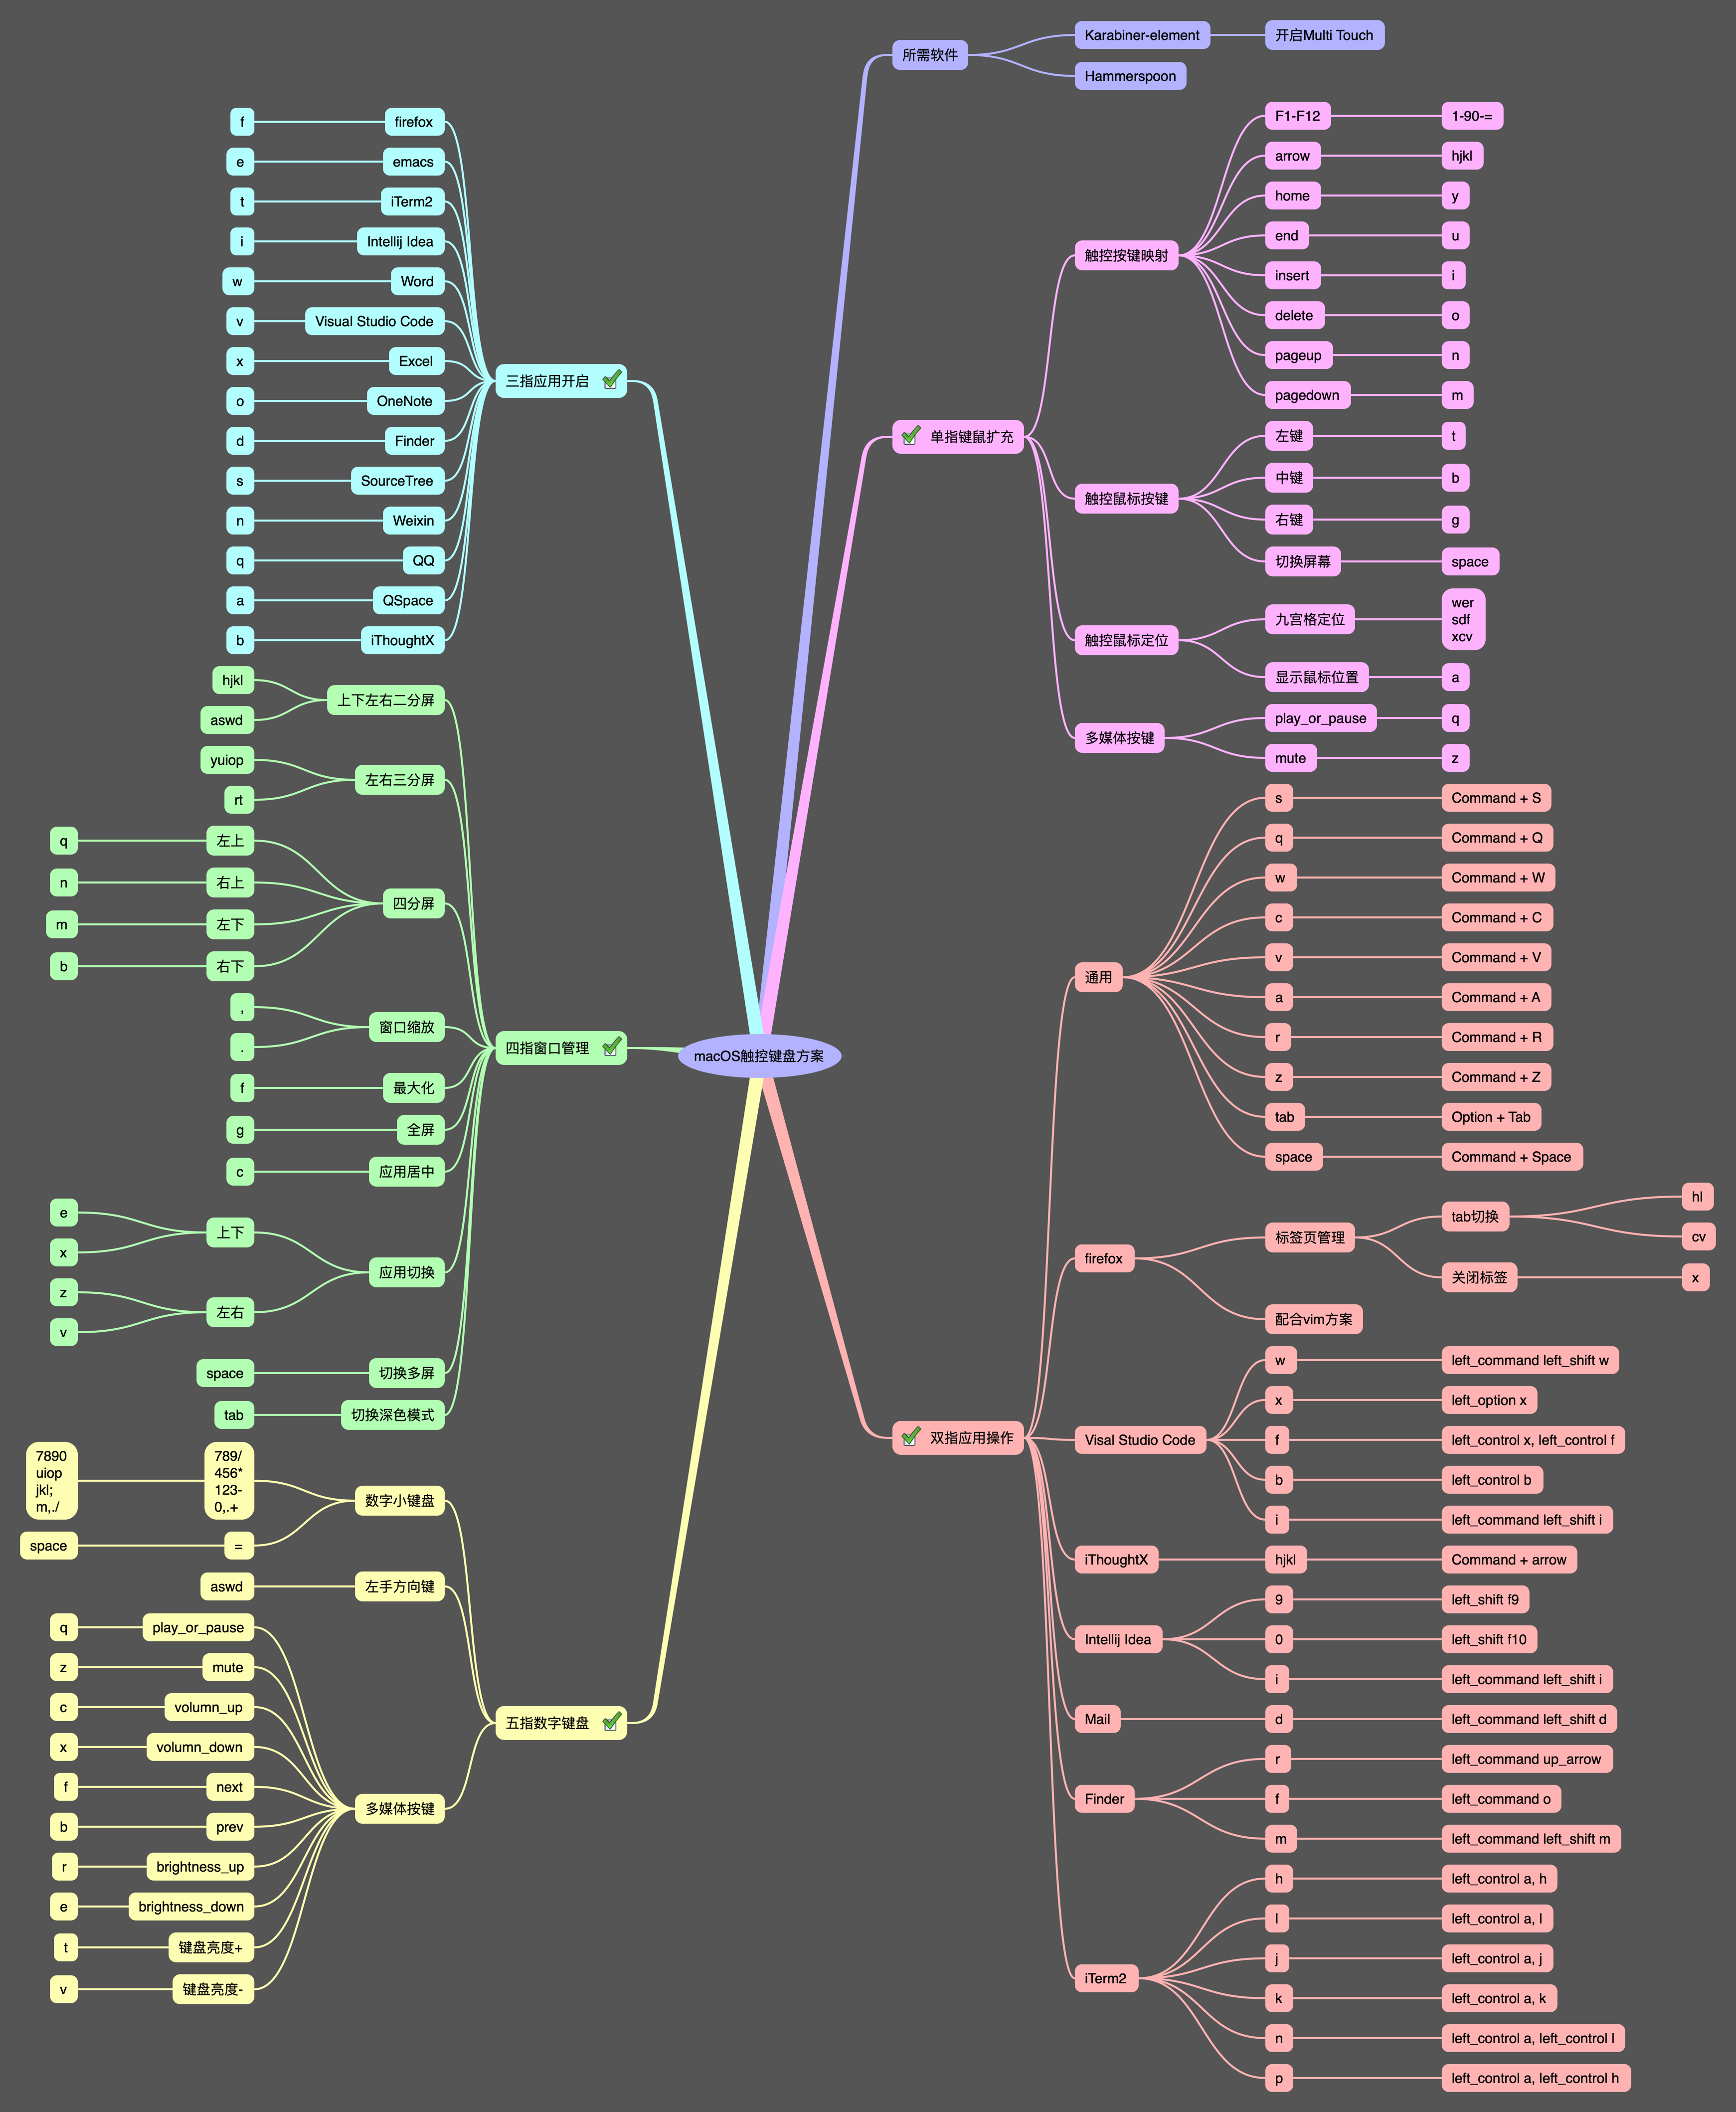 macOS触控键盘方案
所需软件
Karabiner-element
开启Multi Touch
Hammerspoon
单指键鼠扩充
触控按键映射
F1-F12
1-90-=
arrow
hjkl
home
y
end
u
insert
i
delete
o
pageup
n
pagedown
m
触控鼠标按键
左键
t
中键
b
右键
g
切换屏幕
space
触控鼠标定位
九宫格定位
wer
sdf
xcv
显示鼠标位置
a
多媒体按键
play_or_pause
q
mute
z
双指应用操作
通用
s
Command + S
q
Command + Q
w
Command + W
c
Command + C
v
Command + V
a
Command + A
r
Command + R
z
Command + Z
tab
Option + Tab
space
Command + Space
firefox
标签页管理
tab切换
hl
cv
关闭标签
x
配合vim方案
Visal Studio Code
w
left_command left_shift w
x
left_option x
f
left_control x, left_control f
b
left_control b
i
left_command left_shift i
iThoughtX
hjkl
Command + arrow
Intellij Idea
9
left_shift f9
0
left_shift f10
i
left_command left_shift i
Mail
d
left_command left_shift d
Finder
r
left_command up_arrow
f
left_command o
m
left_command left_shift m
iTerm2
h
left_control a, h
l
left_control a, l
j
left_control a, j
k
left_control a, k
n
left_control a, left_control l
p
left_control a, left_control h
三指应用开启
firefox
f
emacs
e
iTerm2
t
Intellij Idea
i
Word
w
Visual Studio Code
v
Excel
x
OneNote
o
Finder
d
SourceTree
s
Weixin
n
QQ
q
QSpace
a
iThoughtX
b
四指窗口管理
上下左右二分屏
hjkl
aswd
左右三分屏
yuiop
rt
四分屏
左上
q
右上
n
左下
m
右下
b
窗口缩放
,
.
最大化
f
全屏
g
应用居中
c
应用切换
上下
e
x
左右
z
v
切换多屏
space
切换深色模式
tab
五指数字键盘
数字小键盘
789/
456*
123-
0,.+
7890
uiop
jkl;
m,./
=
space
左手方向键
aswd
多媒体按键
play_or_pause
q
mute
z
volumn_up
c
volumn_down
x
next
f
prev
b
brightness_up
r
brightness_down
e
键盘亮度+
t
键盘亮度-
v